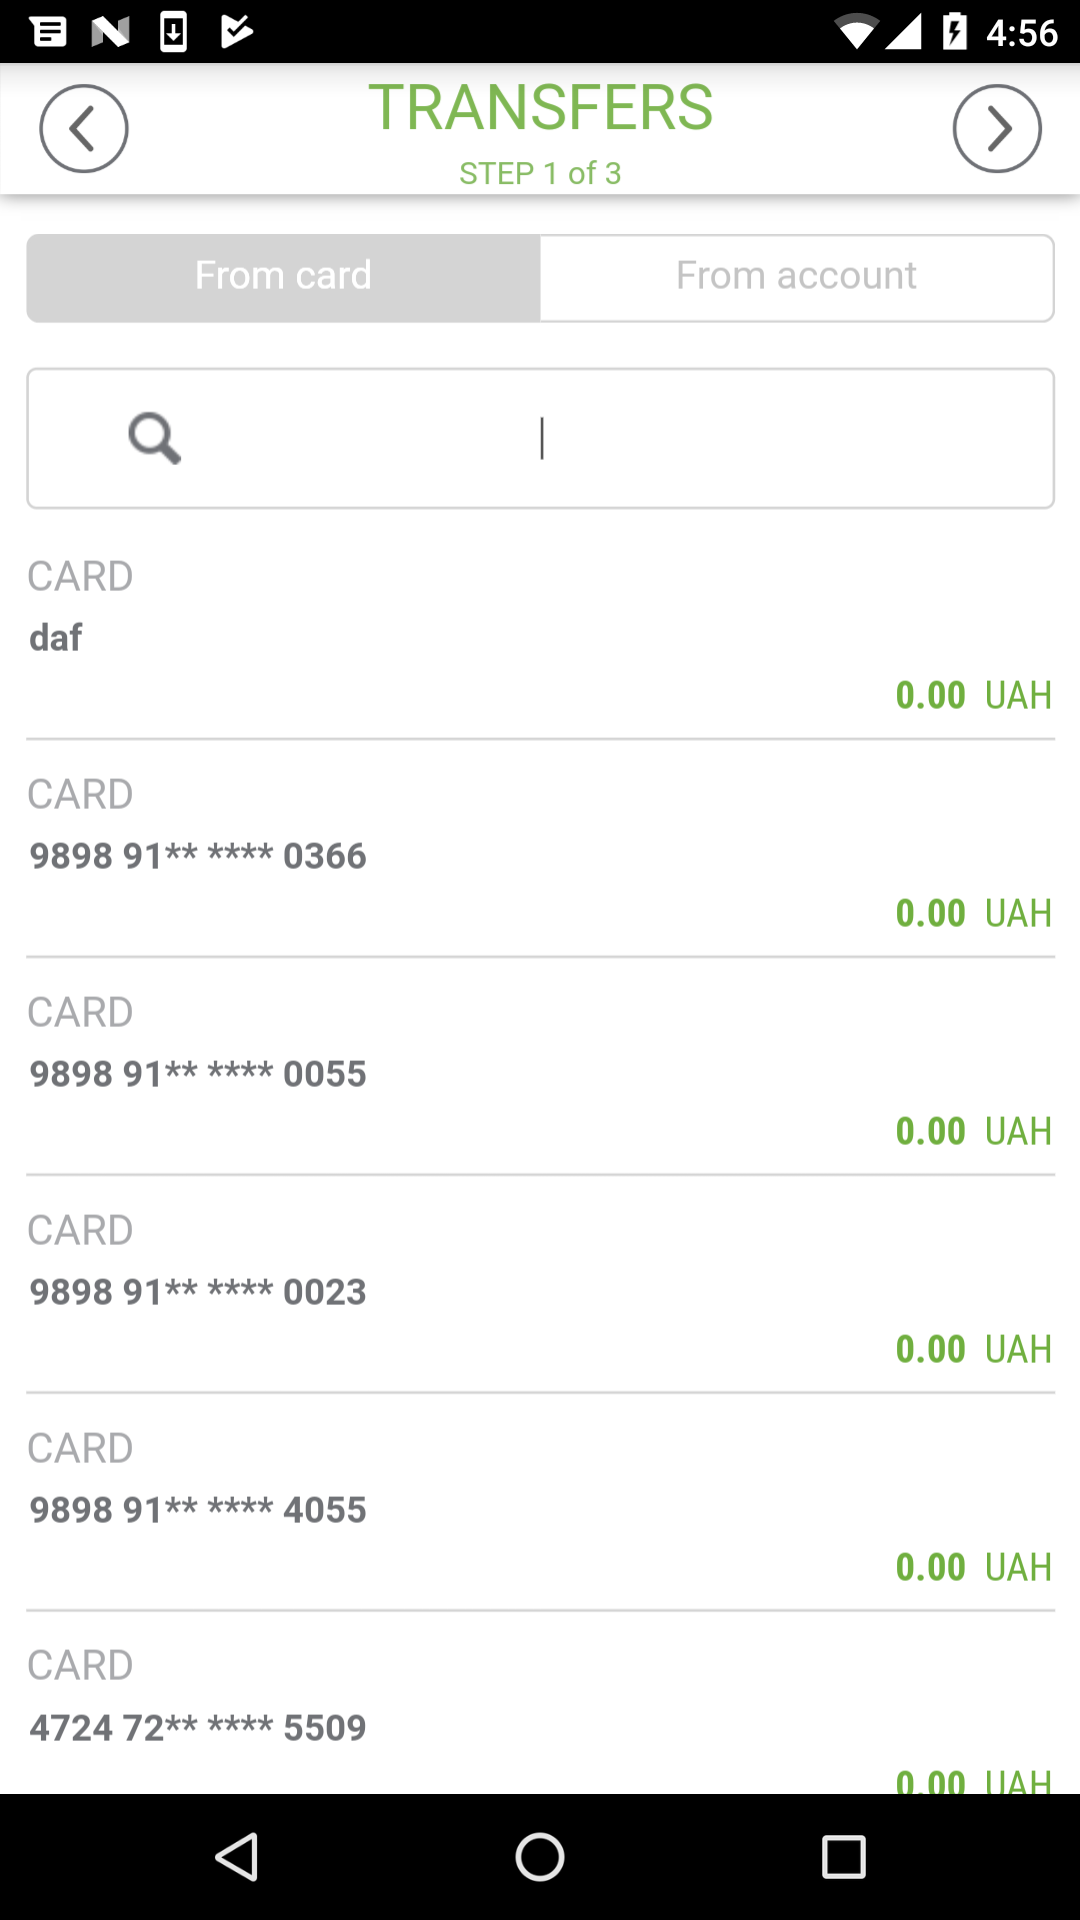 4:56
TRANSFERS
STEP 1 of 3
From card
From account
CARD
daf
0.00 UAH
CARD
9898 91** **** 0366
0.00 UAH
CARD
9898 91** **** 0055
0.00 UAH
CARD
9898 91** **** 0023
0.00 UAH
CARD
9898 91** **** 4055
0.00 UAH
CARD
4724 72** **** 5509
0.00 UAH